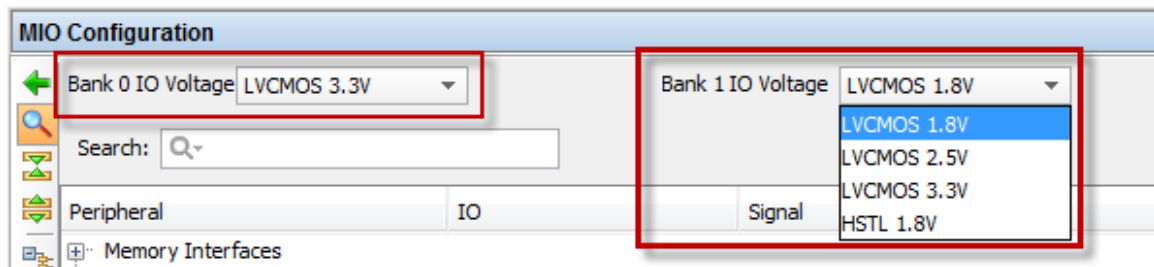 MIO Configuration
Bank 0 IO Voltage LVCMOS 3.3V Bank 1 IO Voltage LVCMOS 1.8V
LVCMOS 1.8V
Search:
LVCMOS 2.5V
LVCMOS 3.3V
Peripheral IO Signal
HSTL 1.8V
Memory Interfaces